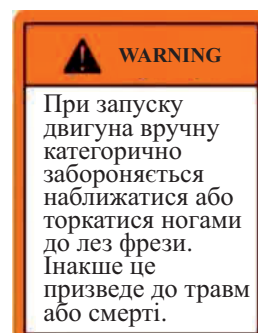 WARNING
При запуску
двигуна вручну
категорично
забороняється
наближатися або
торкатися ногами
до лез фрези.
Інакше це
призведе до травм
або смерті.